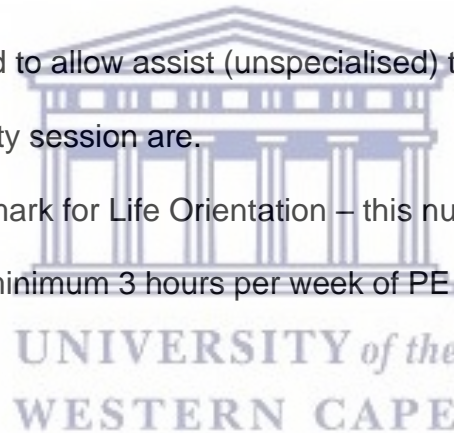 d to allow assist (unspecialised) t
ty session are.
mark for Life Orientation – this nu
minimum 3 hours per week of PE
UNIVERSITY of the
WESTERN CAPE